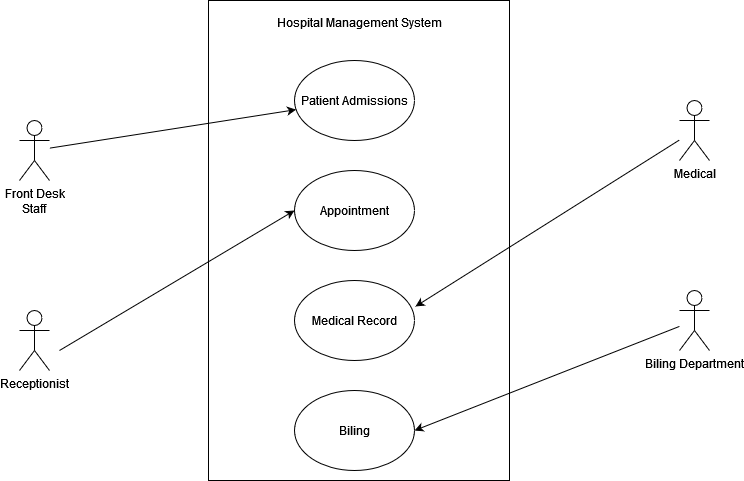 Hospital Management System
Patient Admissions
Front Desk
Staff
Medical
Appointment
Medical Record
Receptionist
Biling Department
Biling